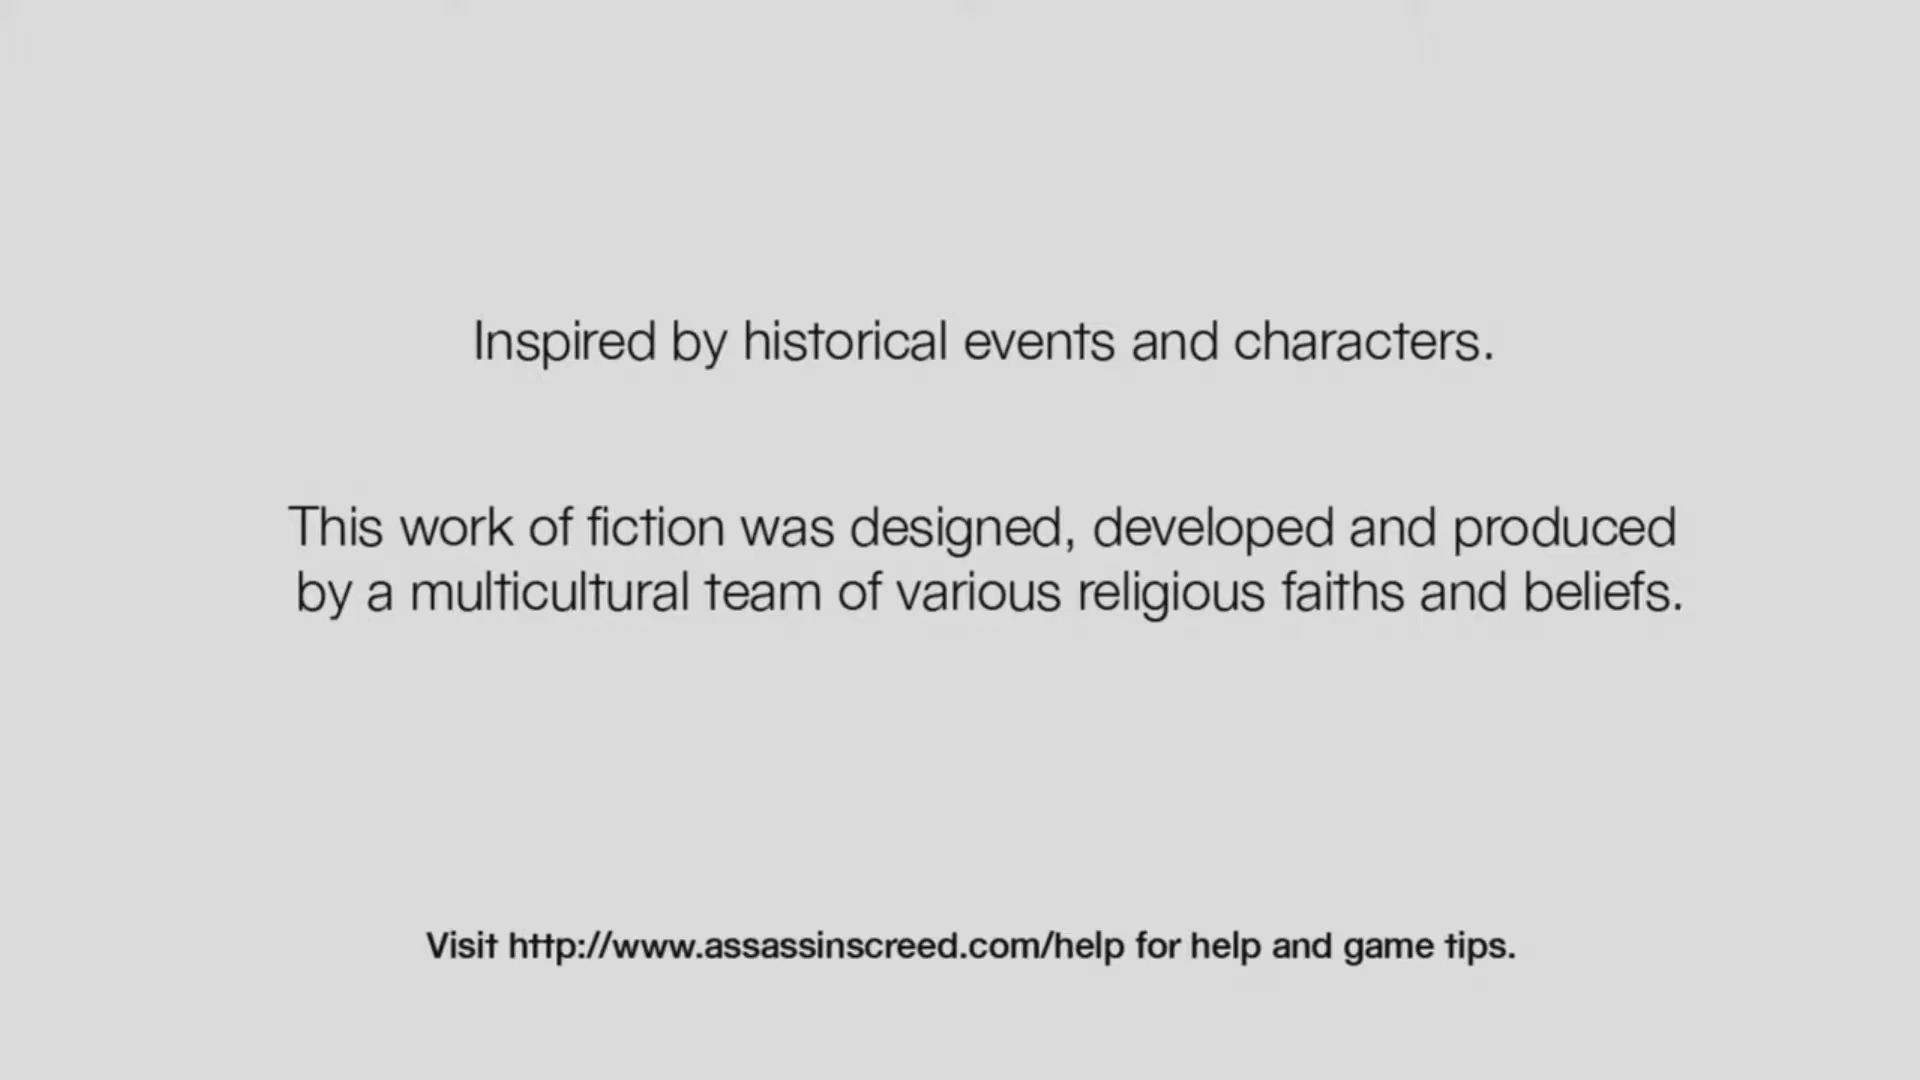 Inspired by historical events and characters.
This work of fiction was designed, developed and produced
by a multicultural team of various religious faiths and beliefs.
Visit http://www.assassinscreed.com/help for help and game tips.